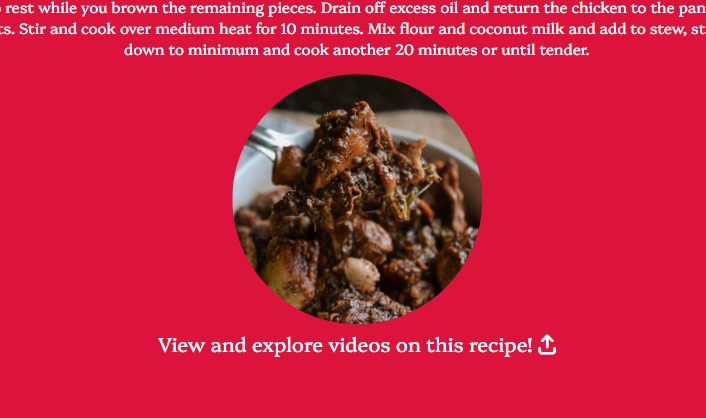 rest while you brown the remaining pieces. Drain off excess oil and return the chicken to the pan
Stir and cook over medium heat for 10 minutes. Mix flour and coconut milk and add to stew,
down to minimum and cook another 20 minutes or until tender.
View and explore videos on this recipe!